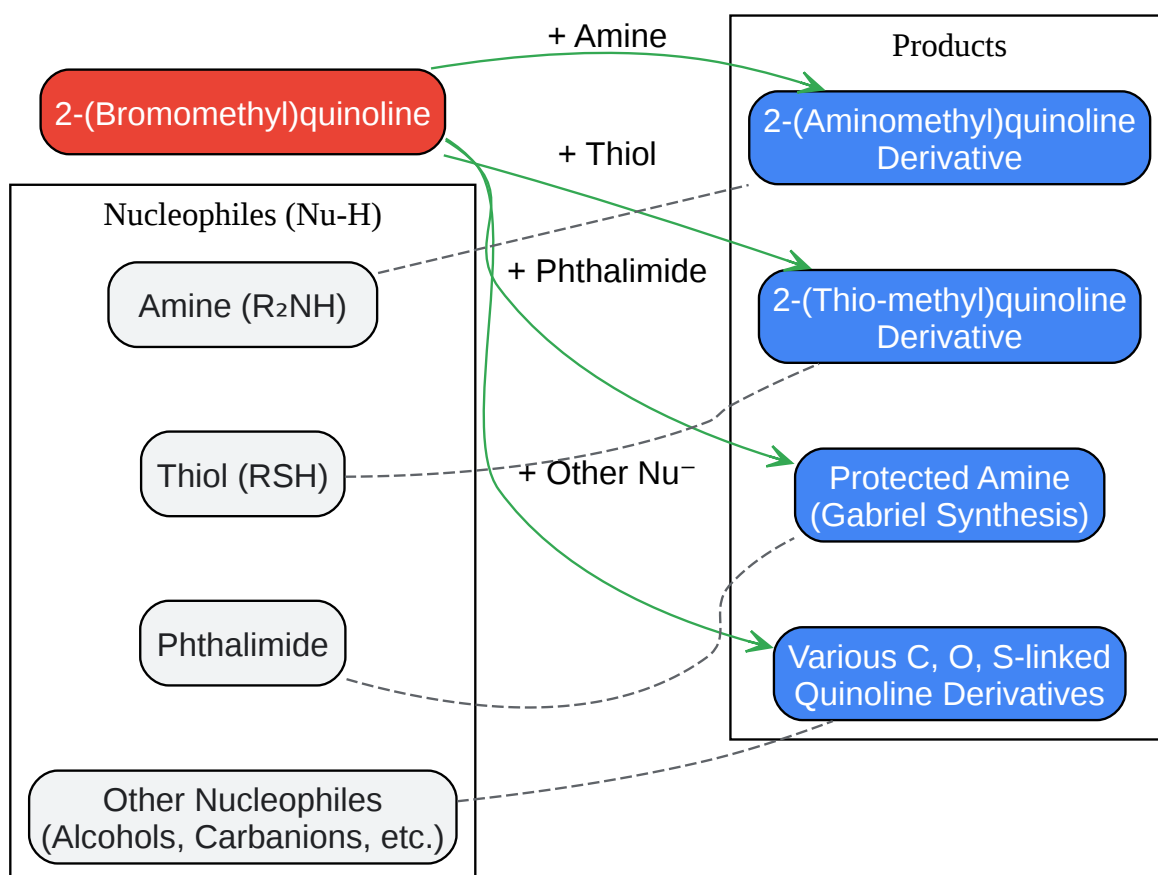 2-(Bromomethyl)quinoline
Nucleophiles (Nu-H)
Amine (R₂NH)
Thiol (RSH)
Phthalimide
Other Nucleophiles
(Alcohols, Carbanions, etc.)
+ Amine
+ Thiol
+ Phthalimide
+ Other Nu⁻
Products
2-(Aminomethyl)quinoline
Derivative
2-(Thio-methyl)quinoline
Derivative
Protected Amine
(Gabriel Synthesis)
Various C, O, S-linked
Quinoline Derivatives